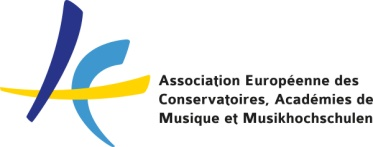 Association Européenne des
Conservatoires, Académies de
Musique et Musikhochschulen